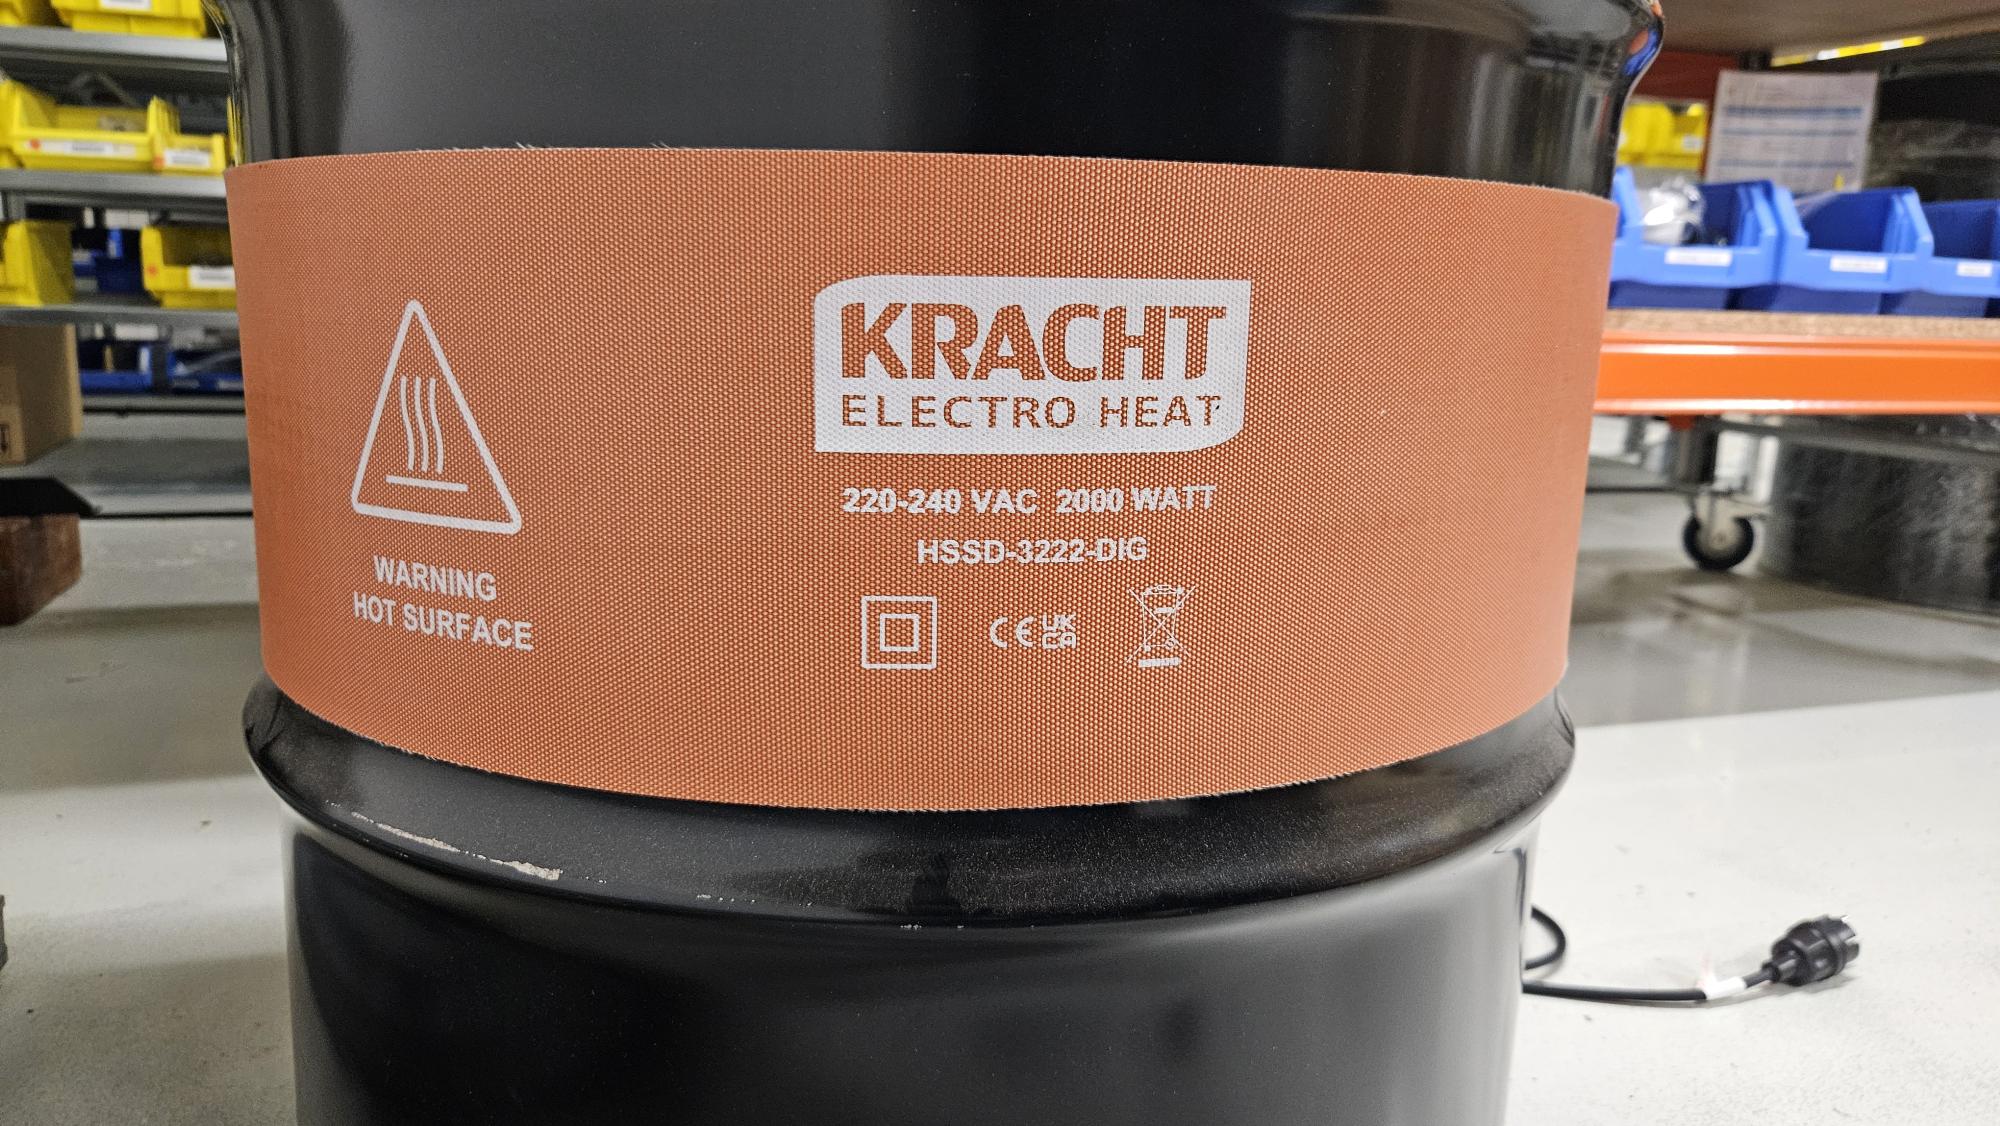 WARNING
HOT SURFACE
KRACHT
ELECTRO HEAT
220-240 VAC 2000 WATT
HSSD-3222-DIG
CE UK CA